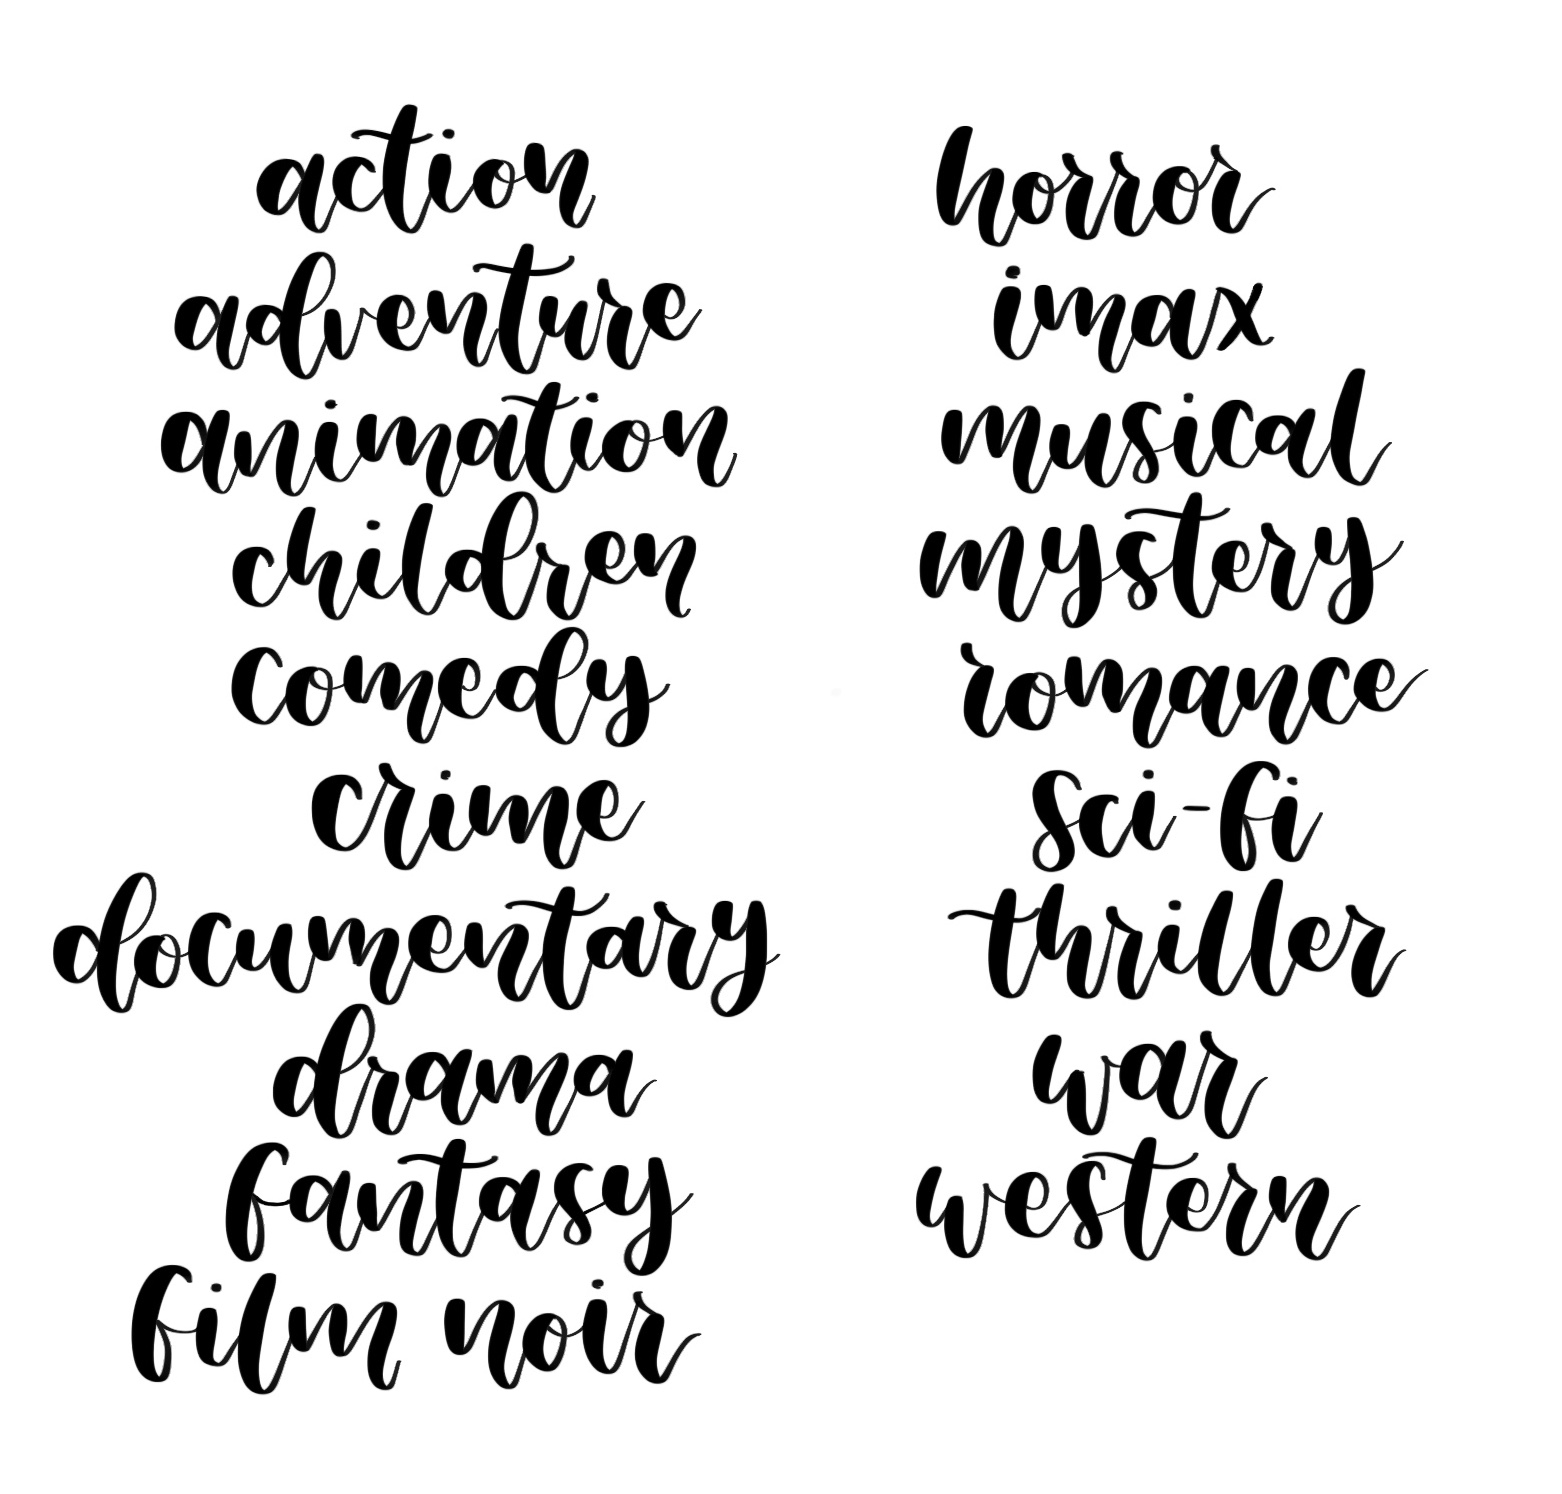 action
adventure
animation
children
comedy
crime
documentary
drama
fantasy
film noir
horror
imax
musical
mystery
romance
sci-fi
thriller
war
western